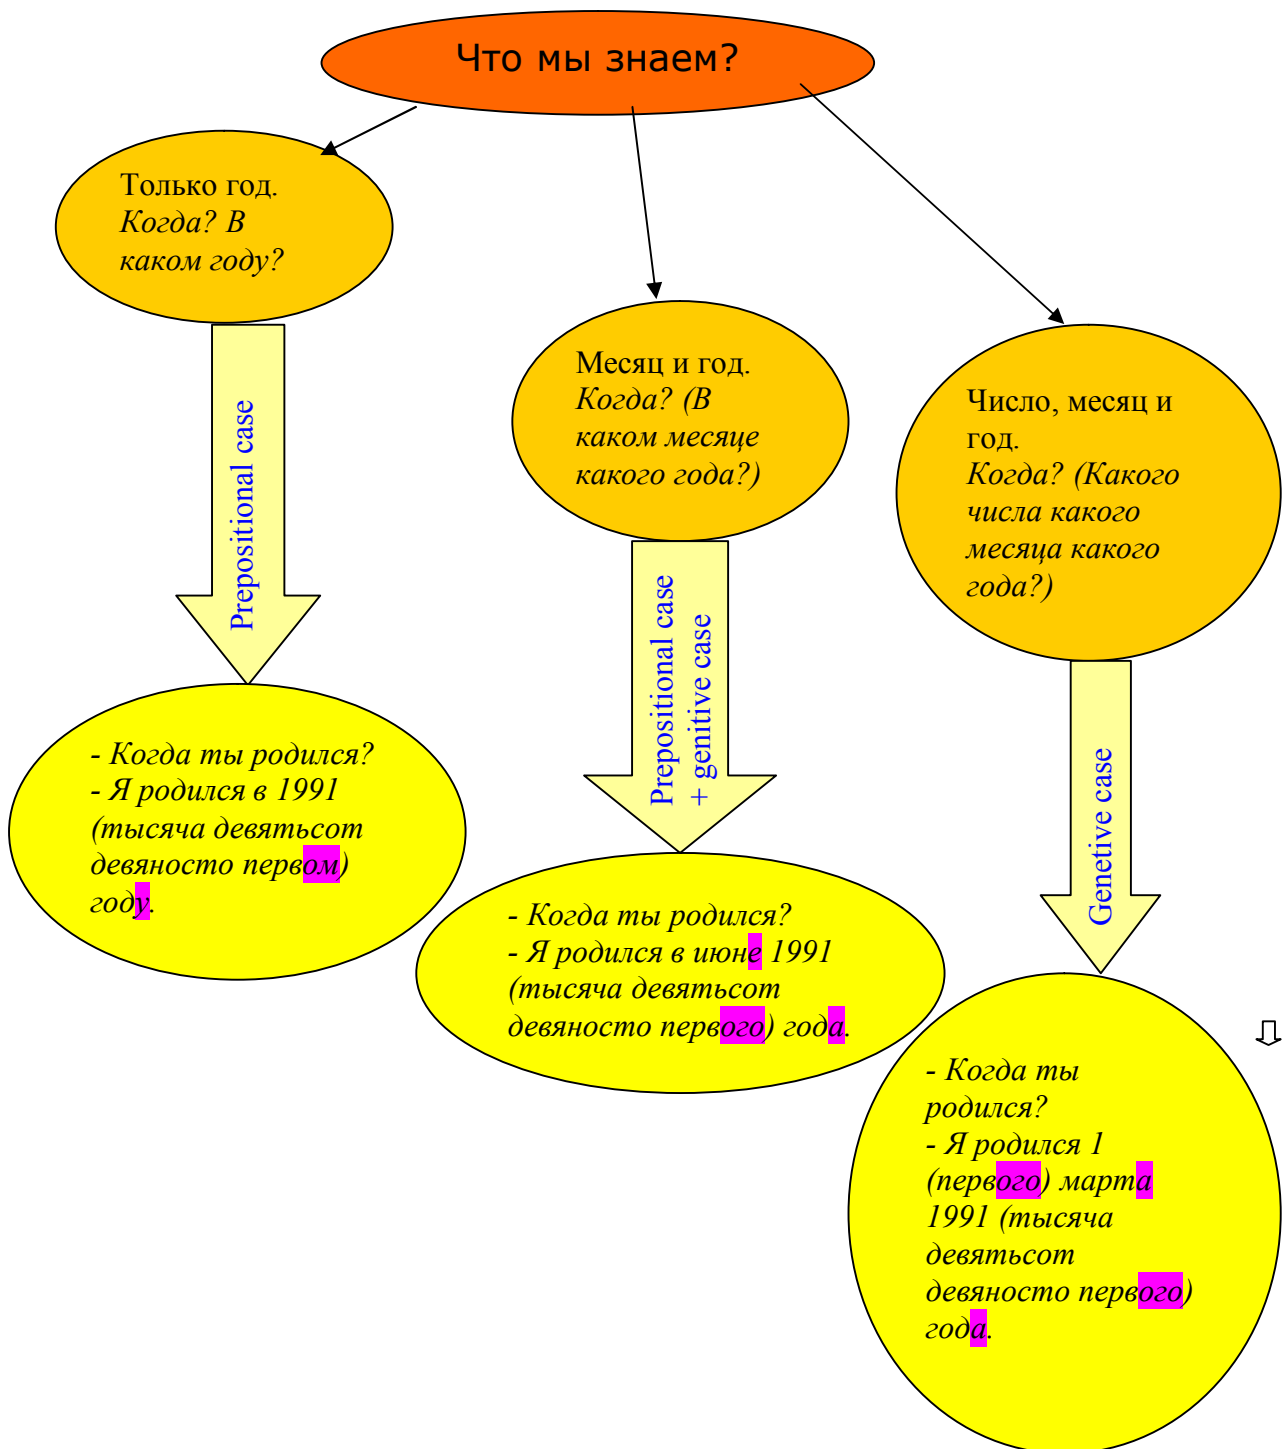 Что мы знаем?
Только год.
Когда? В
каком году?
Prepositional case
- Когда ты родился?
- Я родился в 1991
(тысяча девятьсот
девяносто первом)
году.
Месяц и год.
Когда? (В
каком месяце
какого года?)
Prepositional case
+ genitive case
- Когда ты родился?
- Я родился в июне 1991
(тысяча девятьсот
девяносто первого) года.
Число, месяц и
год.
Когда? (Какого
числа какого
месяца какого
года?)
Genetive case
- Когда ты
родился?
- Я родился 1
(первого) марта
1991 (тысяча
девятьсот
девяносто первого)
года.